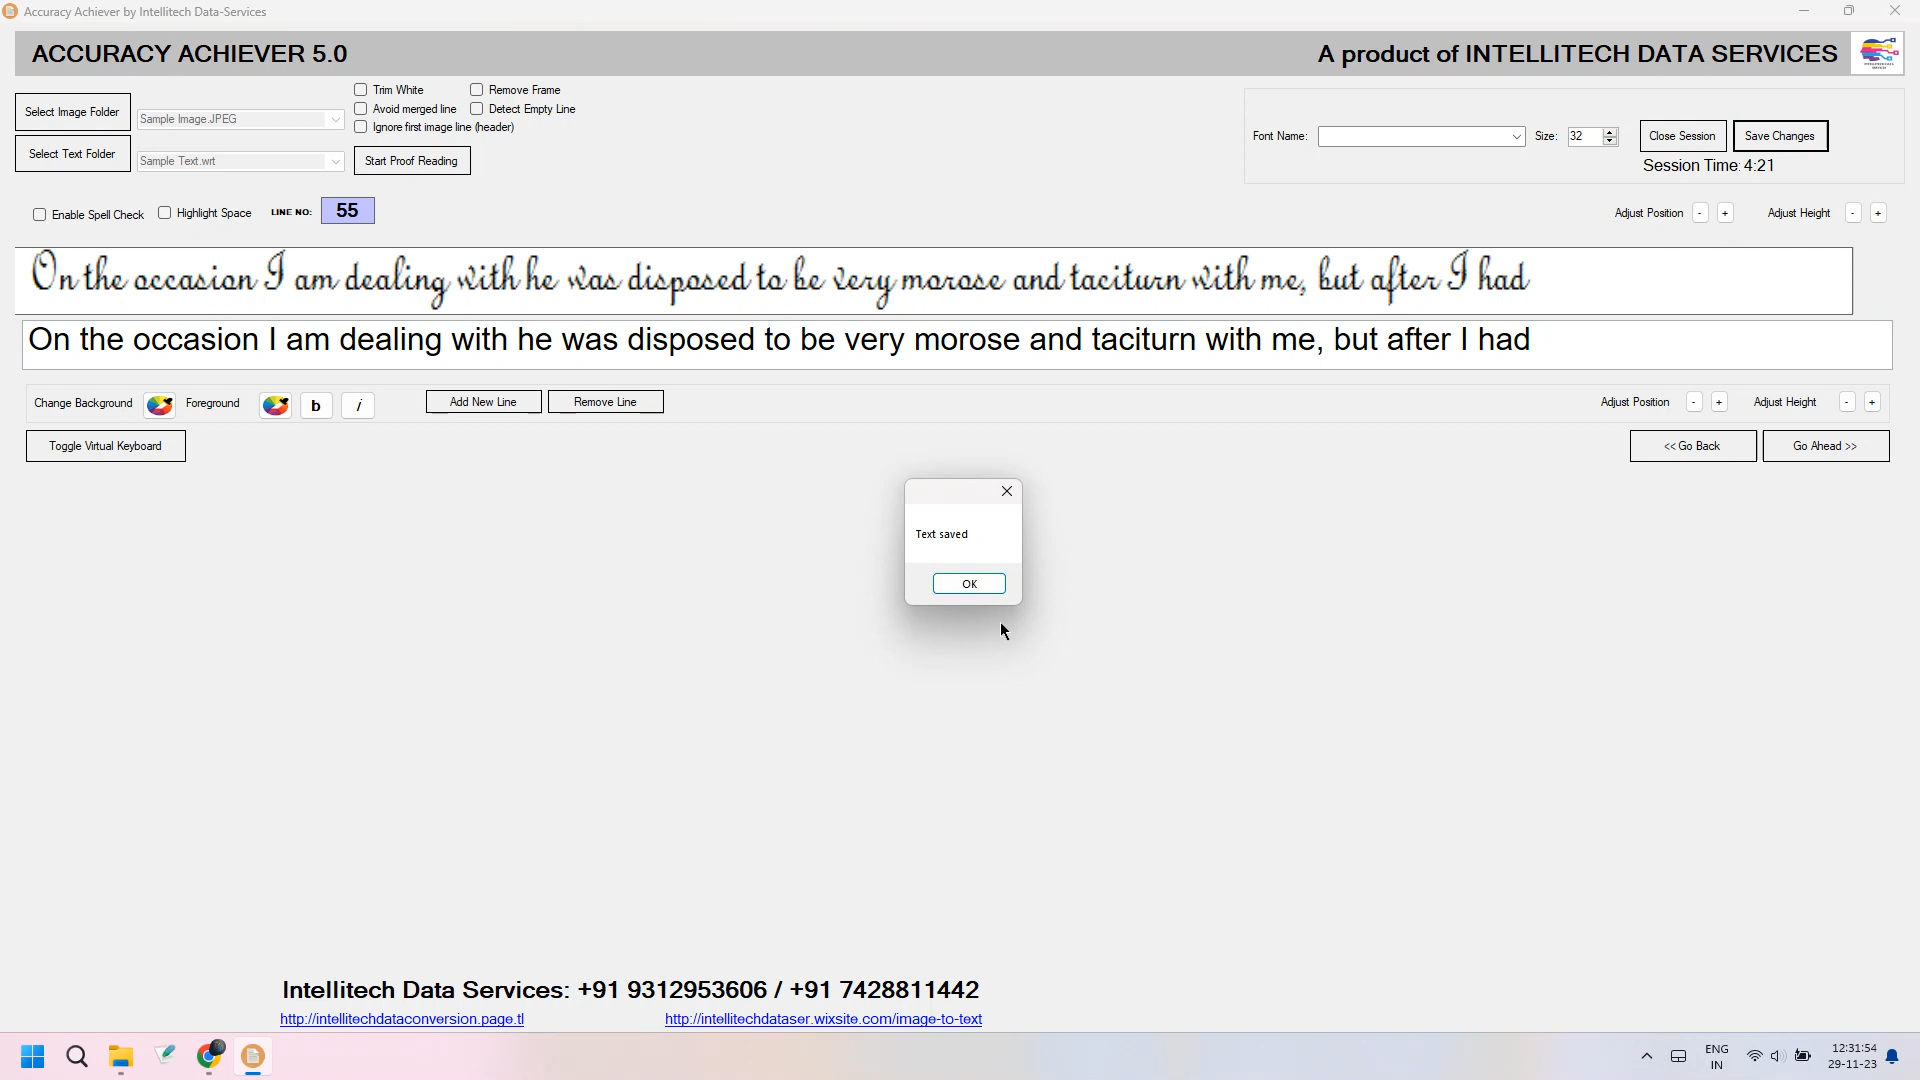 Accuracy Achiever by Intellitech Data-Services
ACCURACY ACHIEVER 5.0
A product of INTELLITECH DATA SERVICES
Select Image Folder
Sample Image.JPEG
Select Text Folder
Sample Text.wrt
Trim White
Remove Frame
Avoid merged line
Detect Empty Line
Ignore first image line (header)
Start Proof Reading
Font Name:
Size: 32
Close Session
Save Changes
Session Time: 4:21
Enable Spell Check
Highlight Space
LINE NO: 55
Adjust Position - +
Adjust Height - +
On the occasion I am dealing with he was disposed to be very morose and taciturn with me, but after I had
On the occasion I am dealing with he was disposed to be very morose and taciturn with me, but after I had
Change Background
Foreground
b
i
Add New Line
Remove Line
Adjust Position - +
Adjust Height - +
Toggle Virtual Keyboard
<< Go Back
Go Ahead >>
Text saved
OK
Intellitech Data Services: +91 9312953606 / +91 7428811442
http://intellitechdataconversion.page.tl
http://intellitechdataser.wixsite.com/image-to-text
ENG
IN
12:31:54
29-11-23